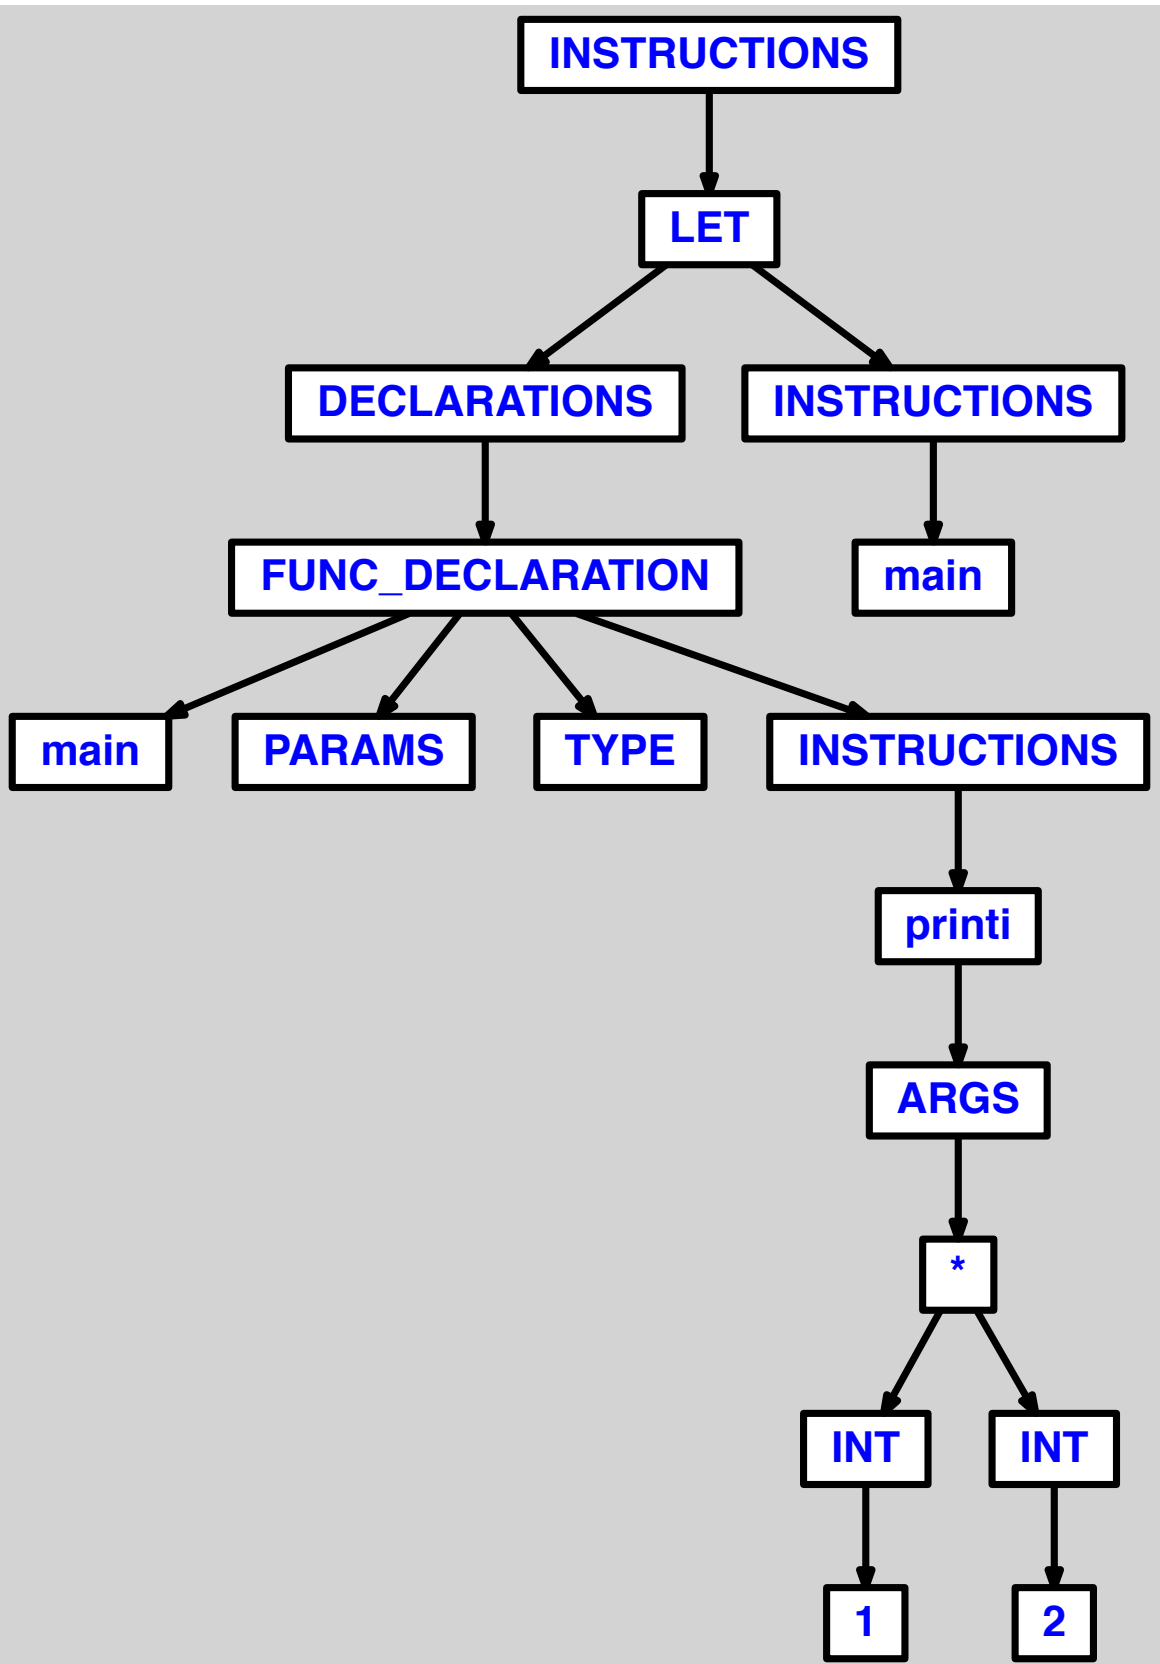 INSTRUCTIONS
LET
DECLARATIONS
INSTRUCTIONS
FUNC_DECLARATION
main
main
PARAMS
TYPE
INSTRUCTIONS
printi
ARGS
*
INT
INT
1
2